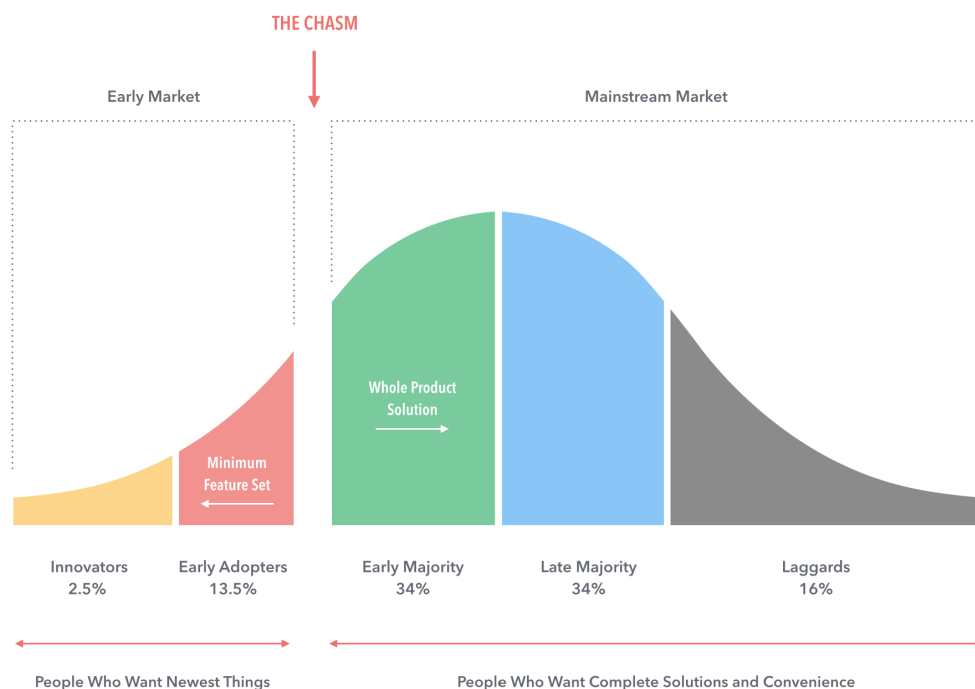 THE CHASM
Early Market
Mainstream Market
Whole Product
Solution
Minimum
Feature Set
Innovators
2.5%
Early Adopters
13.5%
Early Majority
34%
Late Majority
34%
Laggards
16%
People Who Want Newest Things
People Who Want Complete Solutions and Convenience